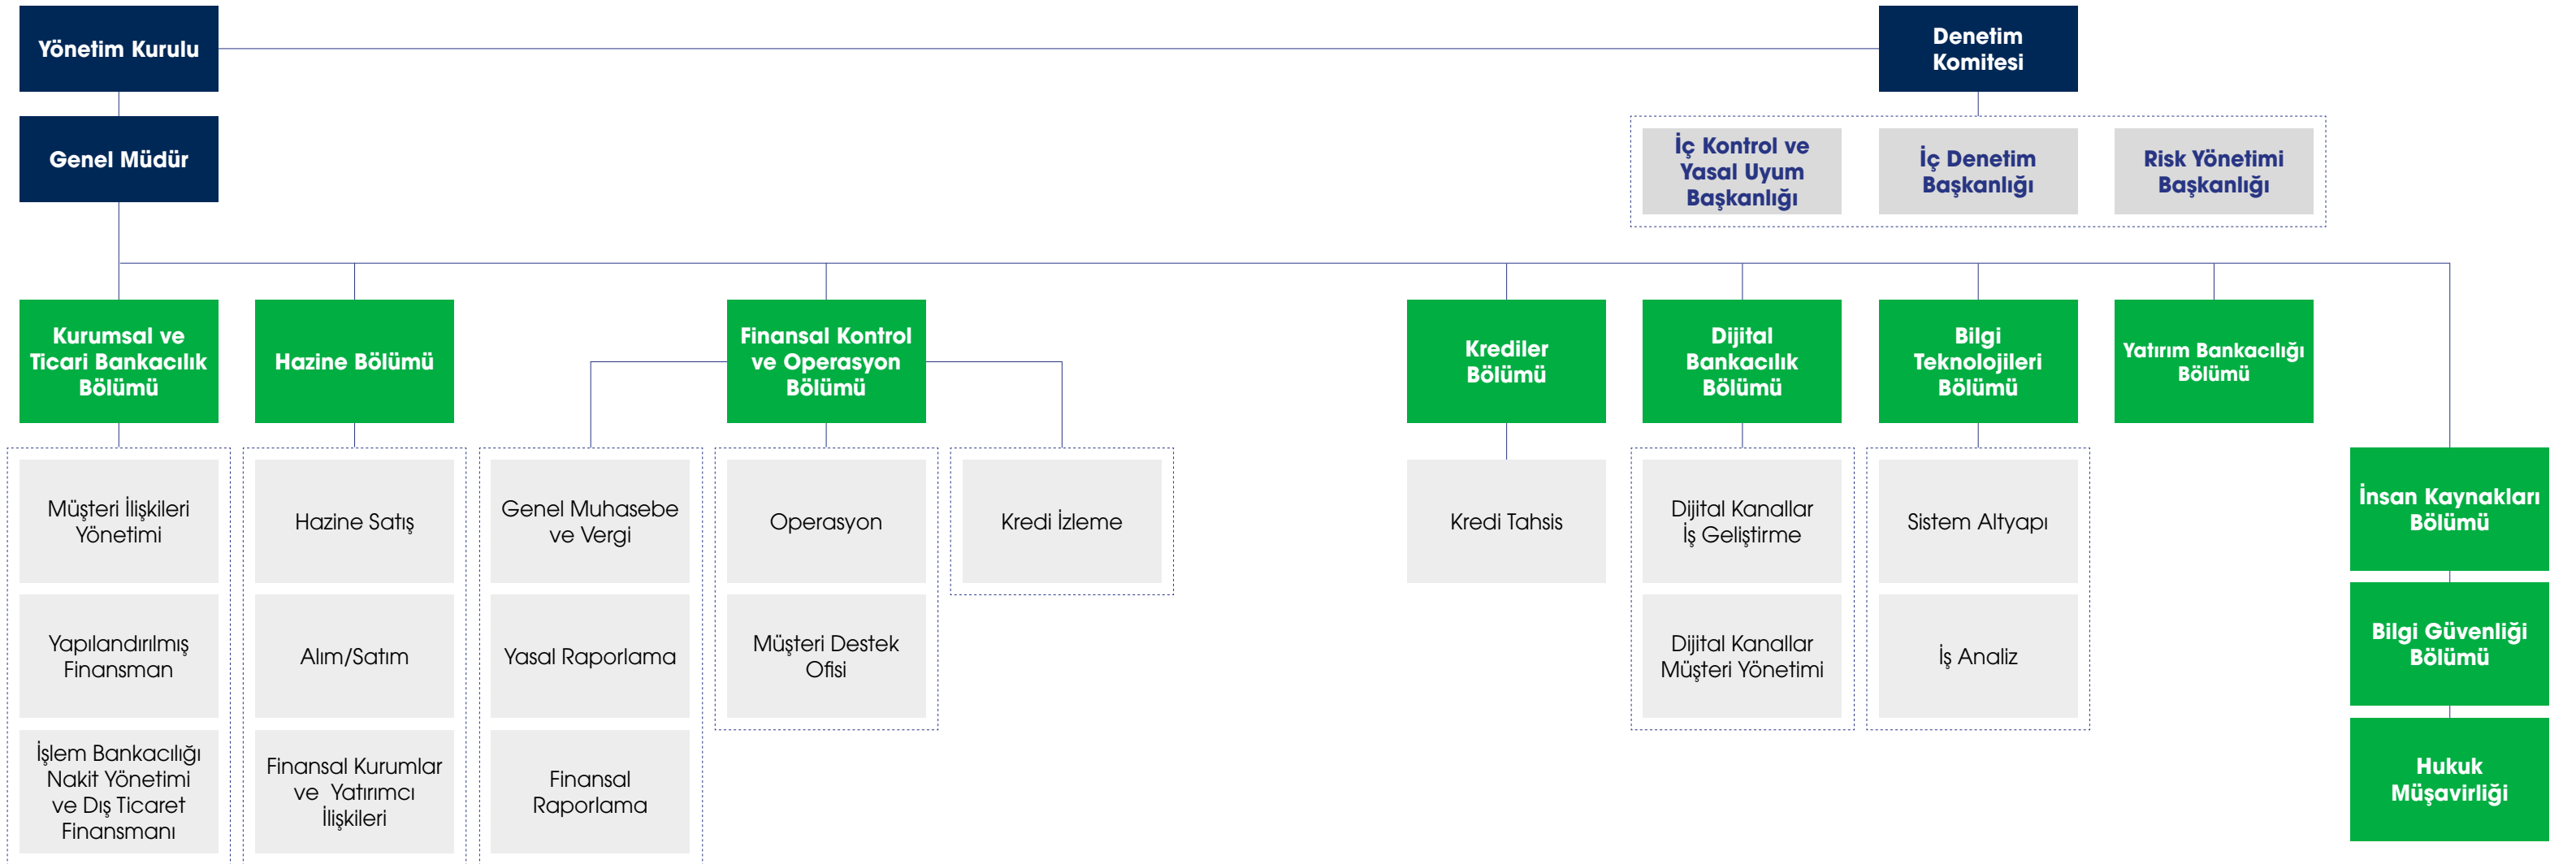 Yönetim Kurulu
Denetim
Komitesi
Genel Müdür
İç Kontrol ve
Yasal Uyum
Başkanlığı
İç Denetim
Başkanlığı
Risk Yönetimi
Başkanlığı
Kurumsal ve
Ticari Bankacılık
Bölümü
Hazine Bölümü
Finansal Kontrol
ve Operasyon
Bölümü
Krediler
Bölümü
Dijital
Bankacılık
Bölümü
Bilgi
Teknolojileri
Bölümü
Yatırım Bankacılığı
Bölümü
Müşteri İlişkileri
Yönetimi
Hazine Satış
Genel Muhasebe
ve Vergi
Operasyon
Kredi İzleme
Kredi Tahsis
Dijital Kanallar
İş Geliştirme
Sistem Altyapı
İnsan Kaynakları
Bölümü
Yapılandırılmış
Finansman
Alım/Satım
Yasal Raporlama
Müşteri Destek
Ofisi
Dijital Kanallar
Müşteri Yönetimi
İş Analiz
Bilgi Güvenliği
Bölümü
İşlem Bankacılığı
Nakit Yönetimi
ve Dış Ticaret
Finansmanı
Finansal Kurumlar
ve Yatırımcı
İlişkileri
Finansal
Raporlama
Hukuk
Müşavirliği